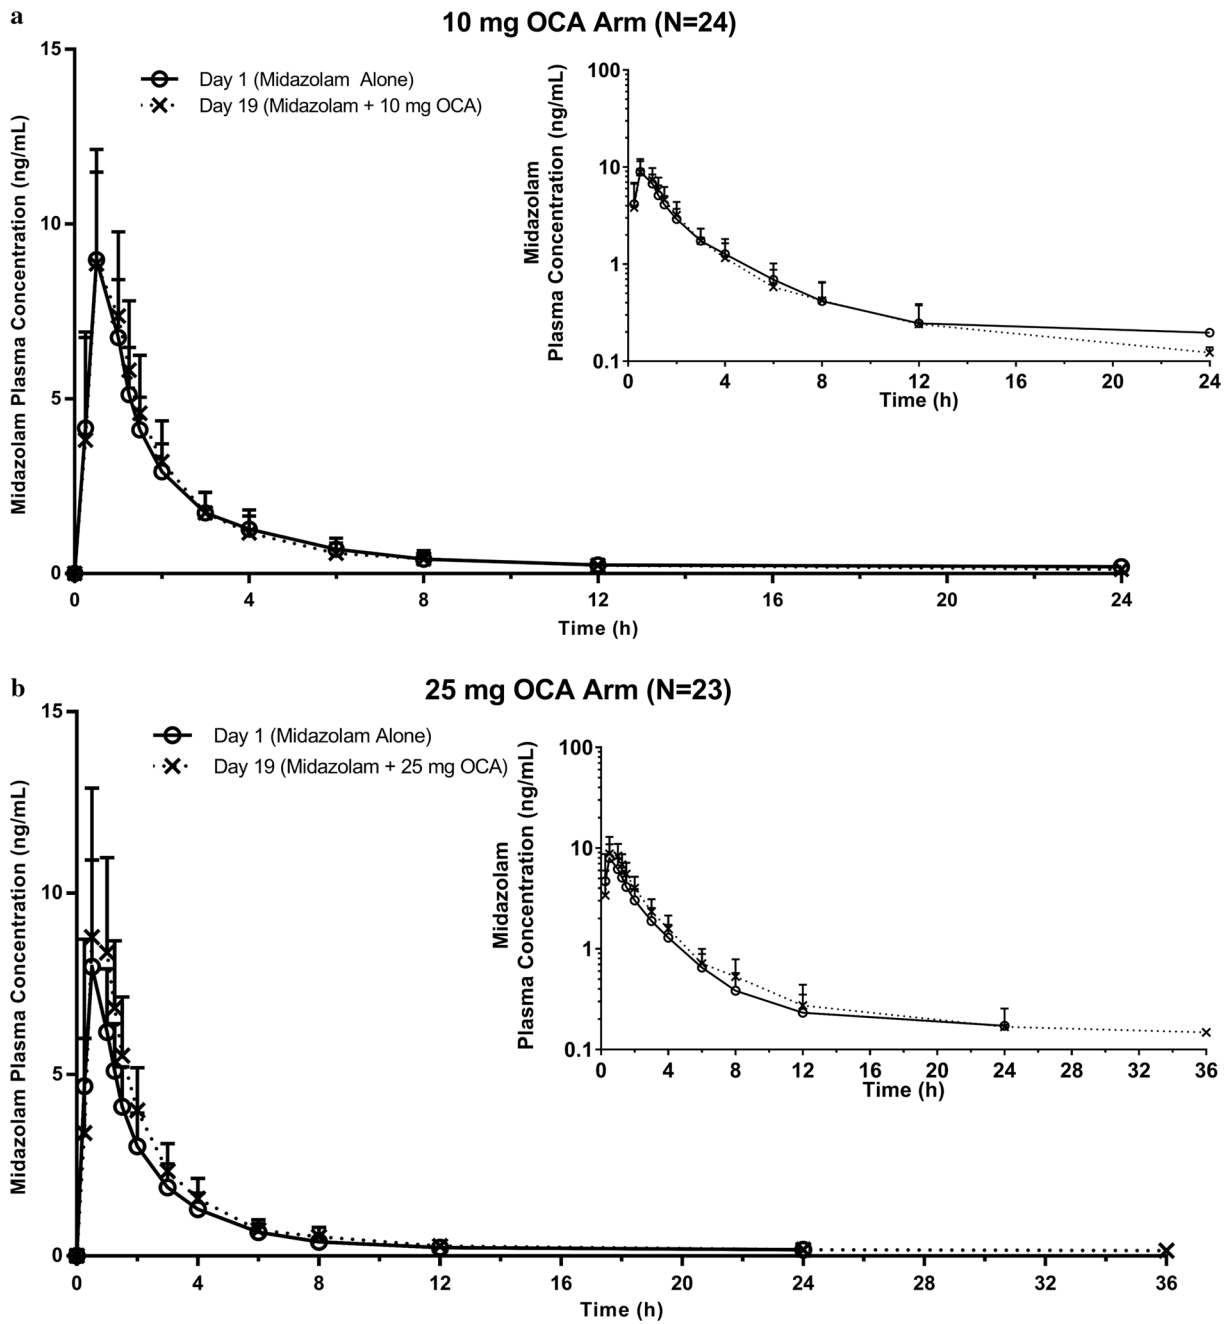 a
10 mg OCA Arm (N=24)
15
10
5
0
Midazolam Plasma Concentration (ng/mL)
Day 1 (Midazolam Alone)
Day 19 (Midazolam + 10 mg OCA)
0 4 8 12 16 20 24
Time (h)
Midazolam
Plasma Concentration (ng/mL)
100
10
1
0.1
0 4 8 12 16 20 24
Time (h)
b
25 mg OCA Arm (N=23)
15
10
5
0
Midazolam Plasma Concentration (ng/mL)
Day 1 (Midazolam Alone)
Day 19 (Midazolam + 25 mg OCA)
0 4 8 12 16 20 24 28 32 36
Time (h)
Midazolam
Plasma Concentration (ng/mL)
100
10
1
0.1
0 4 8 12 16 20 24 28 32 36
Time (h)